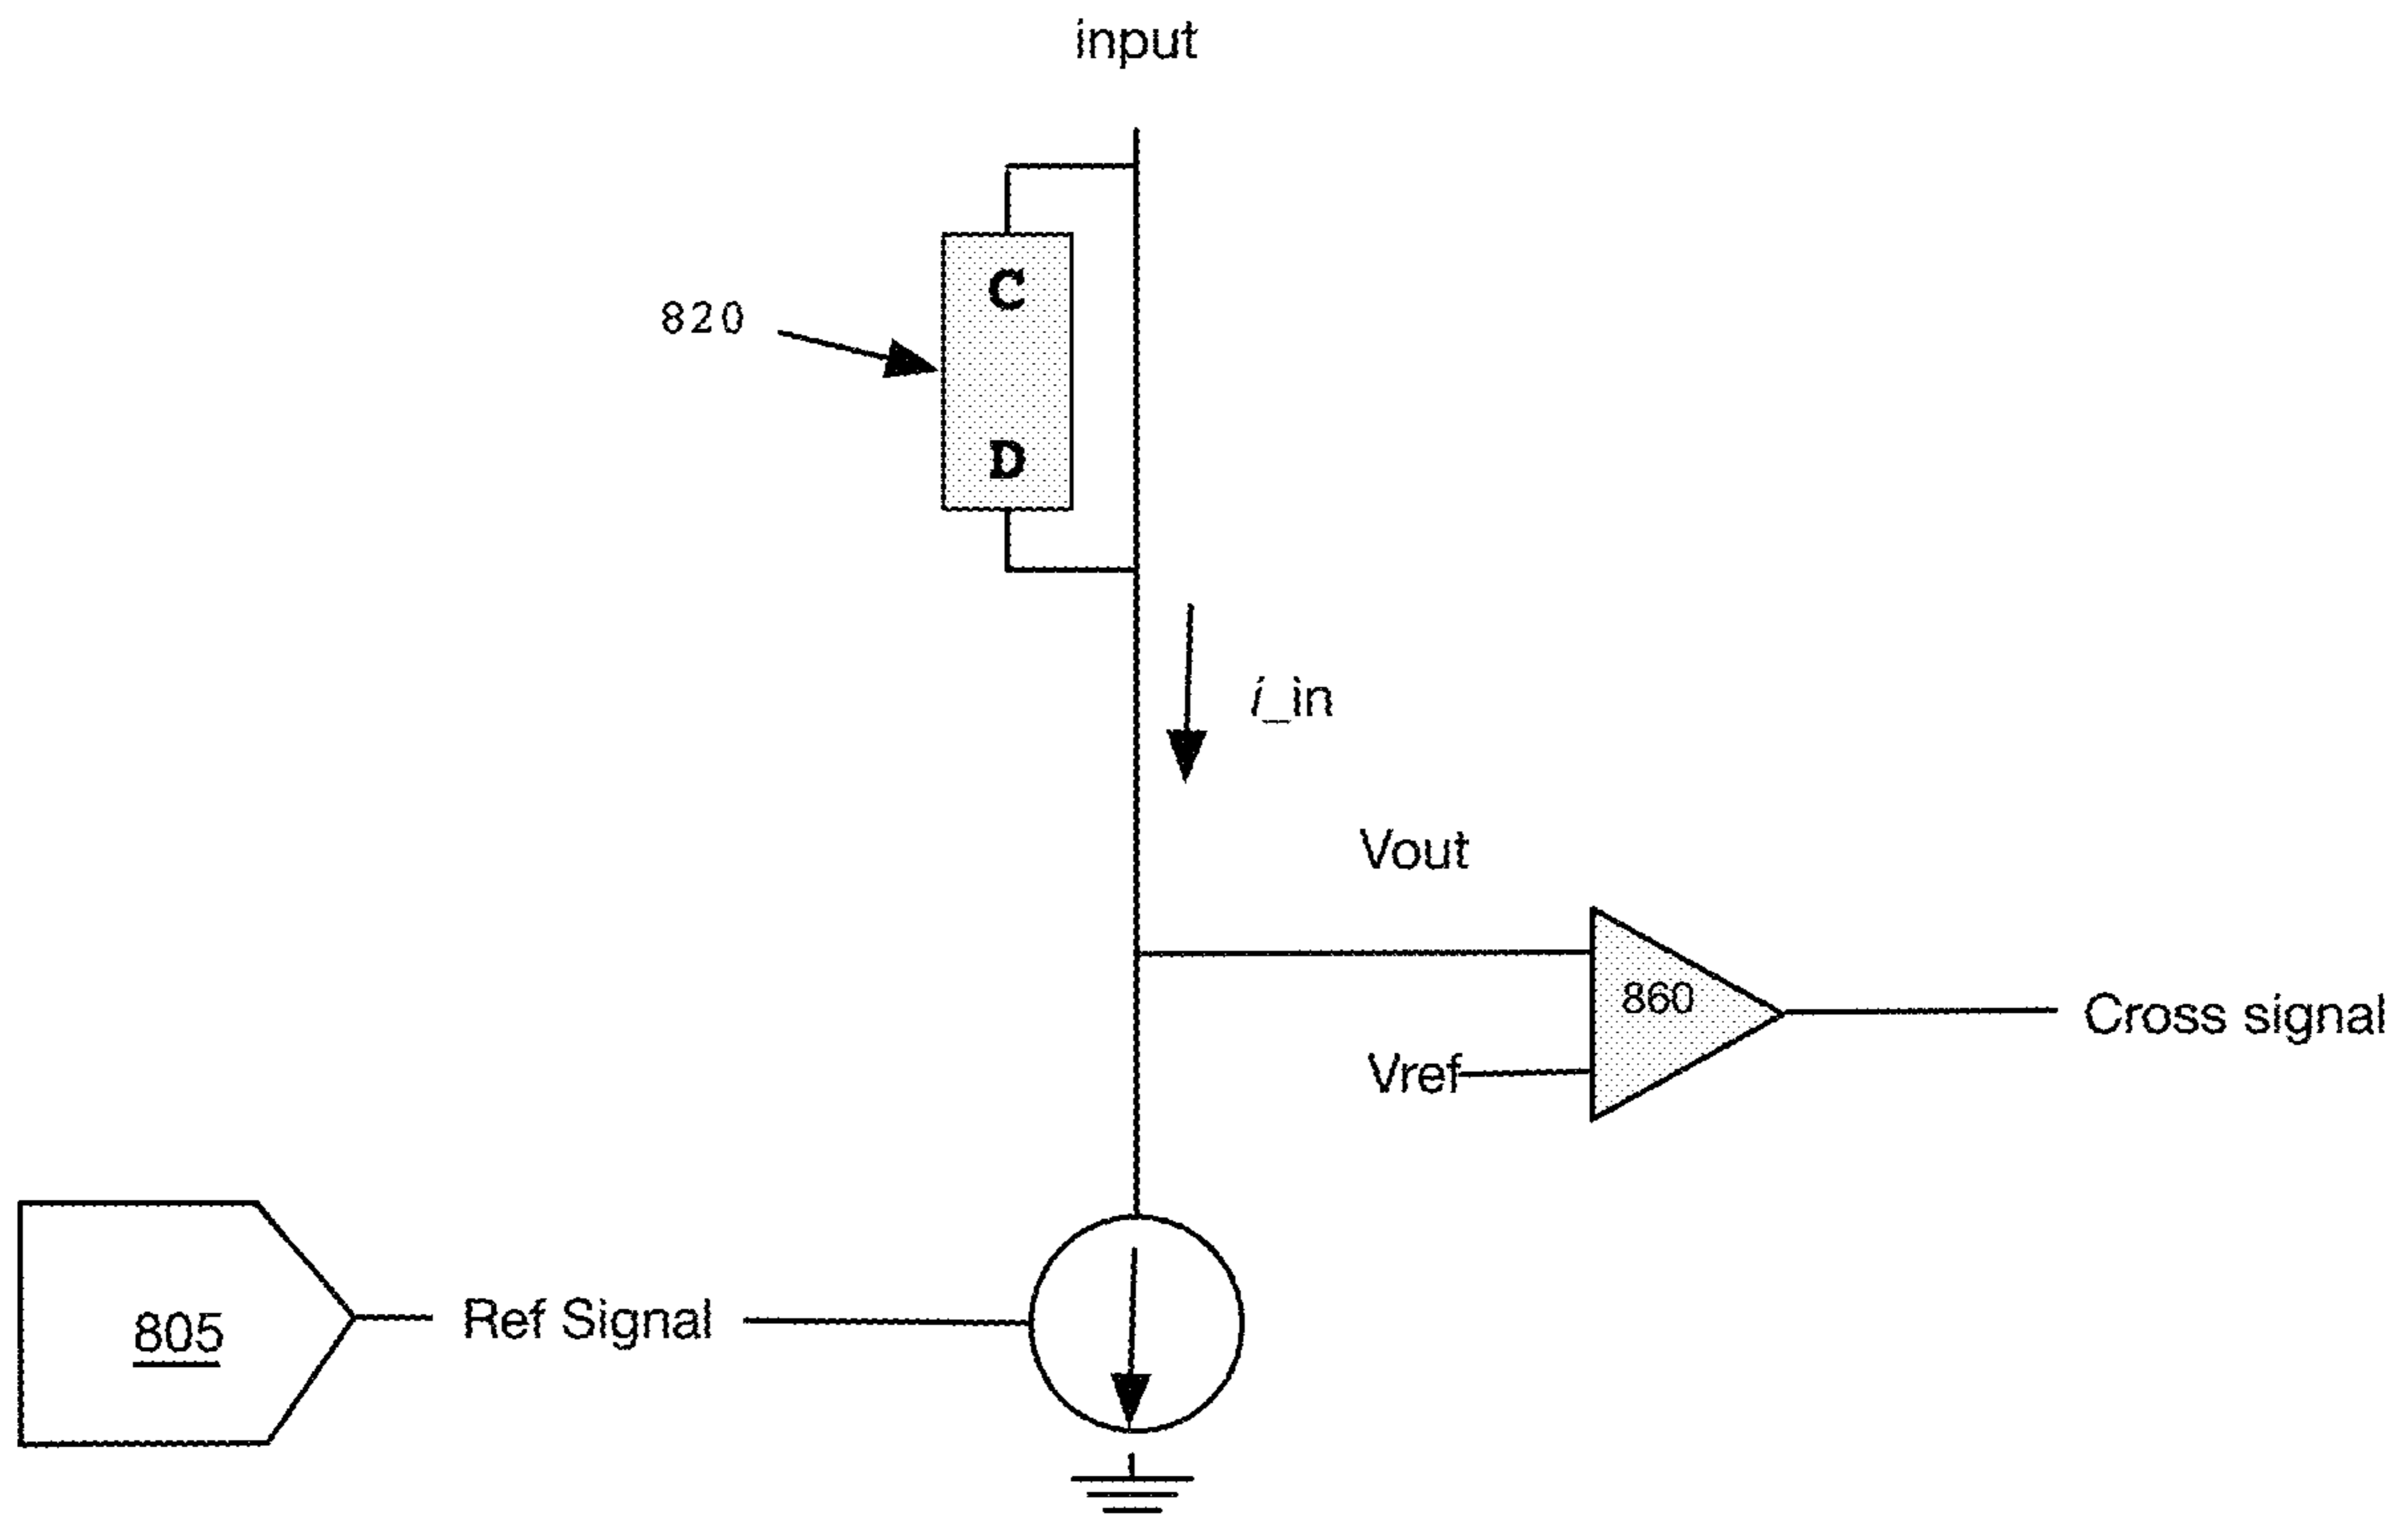 input
C
820
D
i_in
Vout
860
Cross signal
Vref
805
Ref Signal